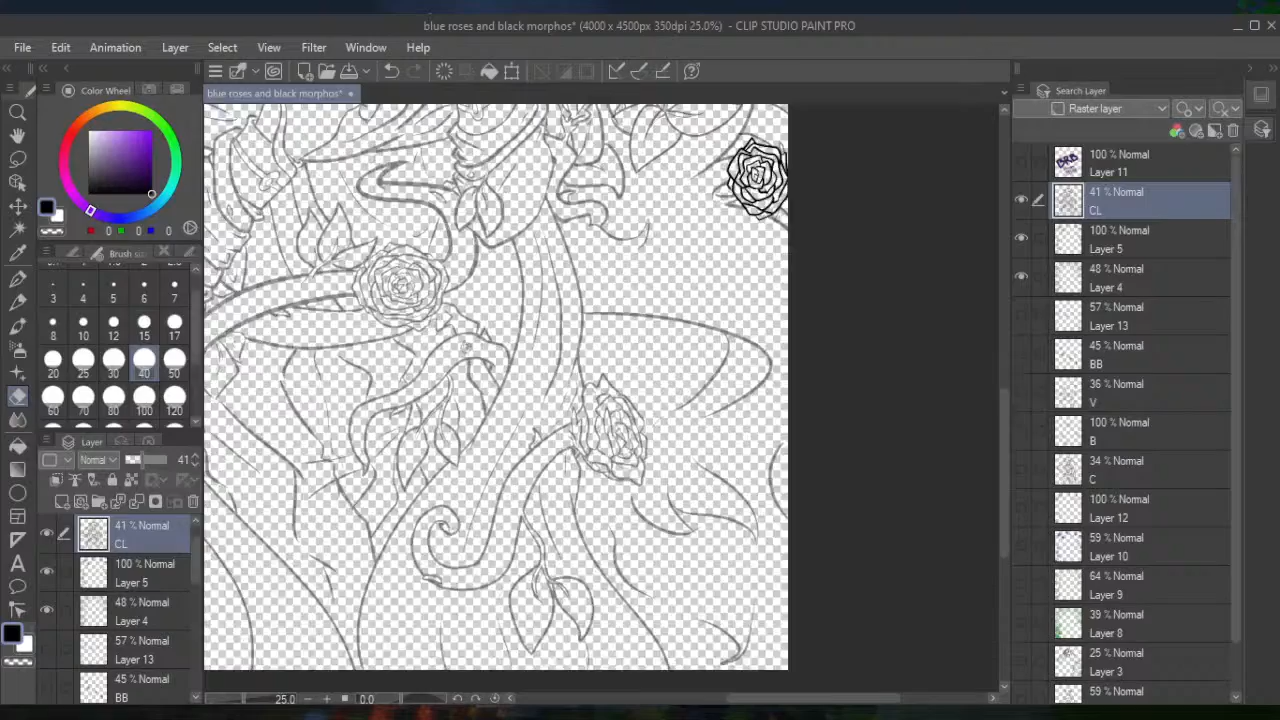 blue roses and black morphos* (4000 x 4500px 350dpi 25.0%) - CLIP STUDIO PAINT PRO
File Edit Animation Layer Select View Filter Window Help
Color Wheel
blue roses and black morphos*
Search Layer
Raster layer
0 0 0
Brush siz
3 4 5 6 7
8 10 12 15 17
20 25 30 40 50
60 70 80 100 120
Layer
Normal 41
41 % Normal
CL
100 % Normal
Layer 5
48 % Normal
Layer 4
57 % Normal
Layer 13
45 % Normal
BB
25.0 0.0
BRB
100 % Normal
Layer 11
41 % Normal
CL
100 % Normal
Layer 5
48 % Normal
Layer 4
57 % Normal
Layer 13
45 % Normal
BB
36 % Normal
V
100 % Normal
B
34 % Normal
C
100 % Normal
Layer 12
59 % Normal
Layer 10
64 % Normal
Layer 9
39 % Normal
Layer 8
25 % Normal
Layer 3
59 % Normal